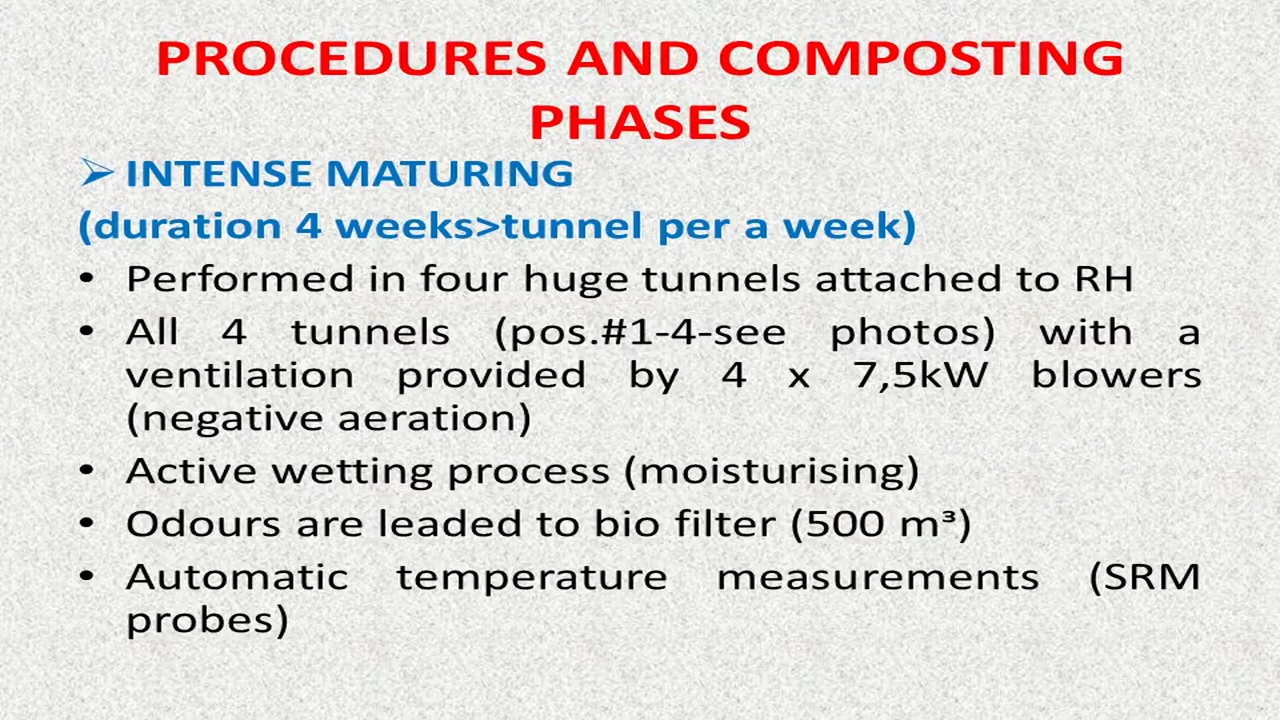 PROCEDURES AND COMPOSTING
PHASES
➢ INTENSE MATURING
(duration 4 weeks>tunnel per a week)
• Performed in four huge tunnels attached to RH
• All 4 tunnels (pos.#1-4-see photos) with a
ventilation provided by 4 x 7,5kW blowers
(negative aeration)
• Active wetting process (moisturising)
• Odours are leaded to bio filter (500 m³)
• Automatic temperature measurements (SRM
probes)